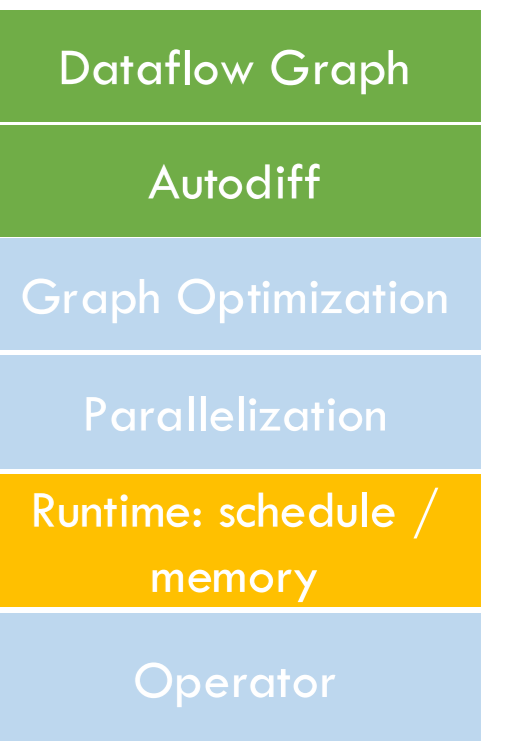 Dataflow Graph
Autodiff
Graph Optimization
Parallelization
Runtime: schedule /
memory
Operator